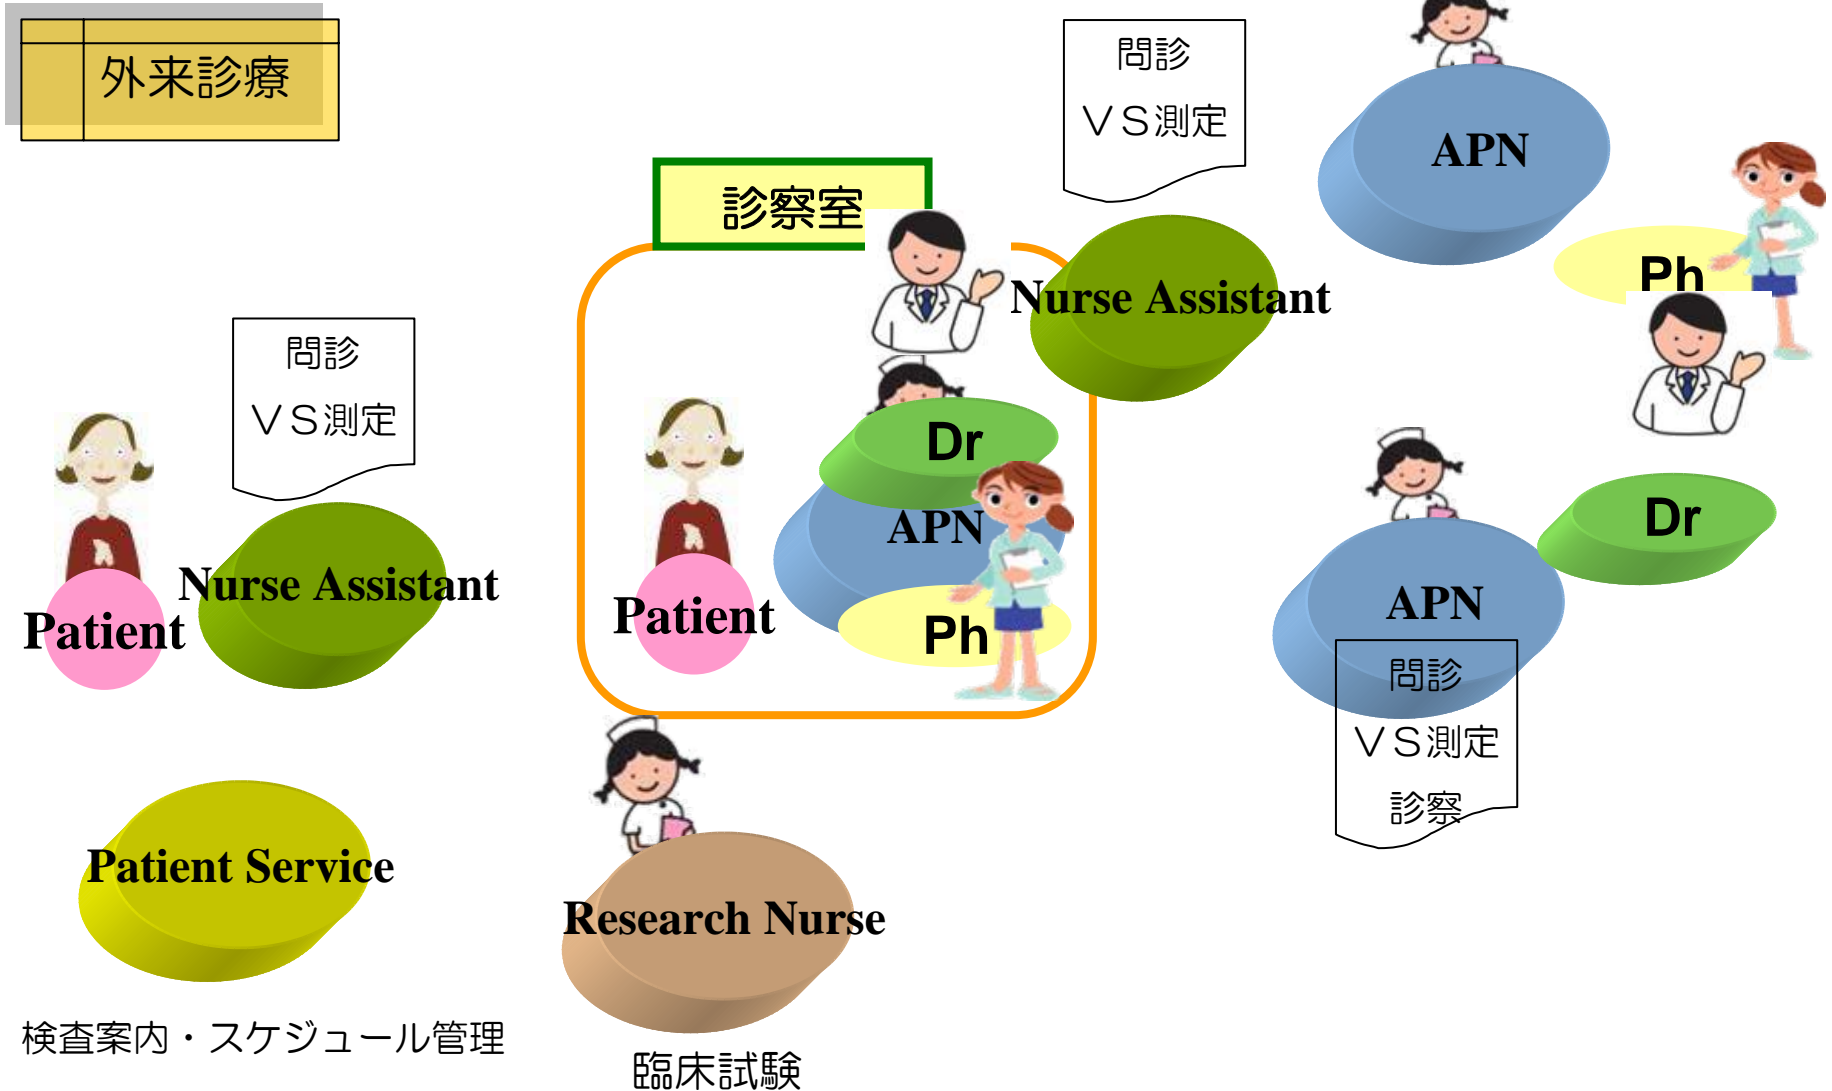 外来診療
問診
ＶＳ測定
APN
診察室
Ph
Nurse Assistant
問診
ＶＳ測定
Dr
Dr
APN
Nurse Assistant
Patient
Patient
Ph
APN
問診
ＶＳ測定
診察
Patient Service
Research Nurse
検査案内・スケジュール管理
臨床試験